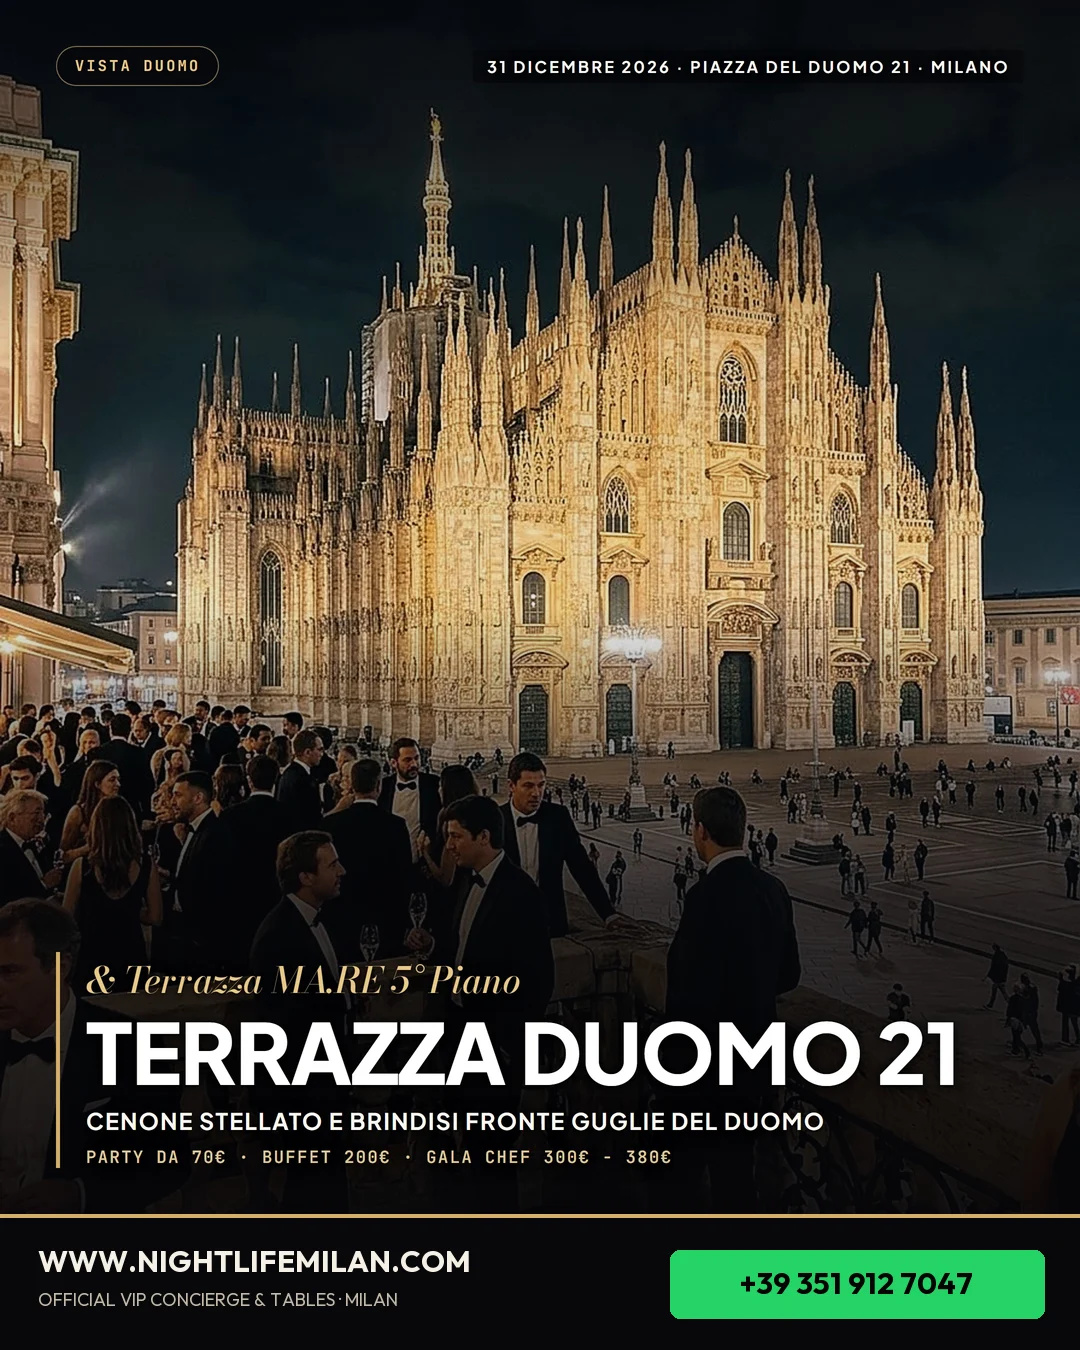 VISTA DUOMO
31 DICEMBRE 2026 · PIAZZA DEL DUOMO 21 · MILANO
& Terrazza MA.RE 5° Piano
TERRAZZA DUOMO 21
CENONE STELLATO E BRINDISI FRONTE GUGLIE DEL DUOMO
PARTY DA 70€ · BUFFET 200€ · GALA CHEF 300€ - 380€
WWW.NIGHTLIFEMILAN.COM
OFFICIAL VIP CONCIERGE & TABLES · MILAN
+39 351 912 7047